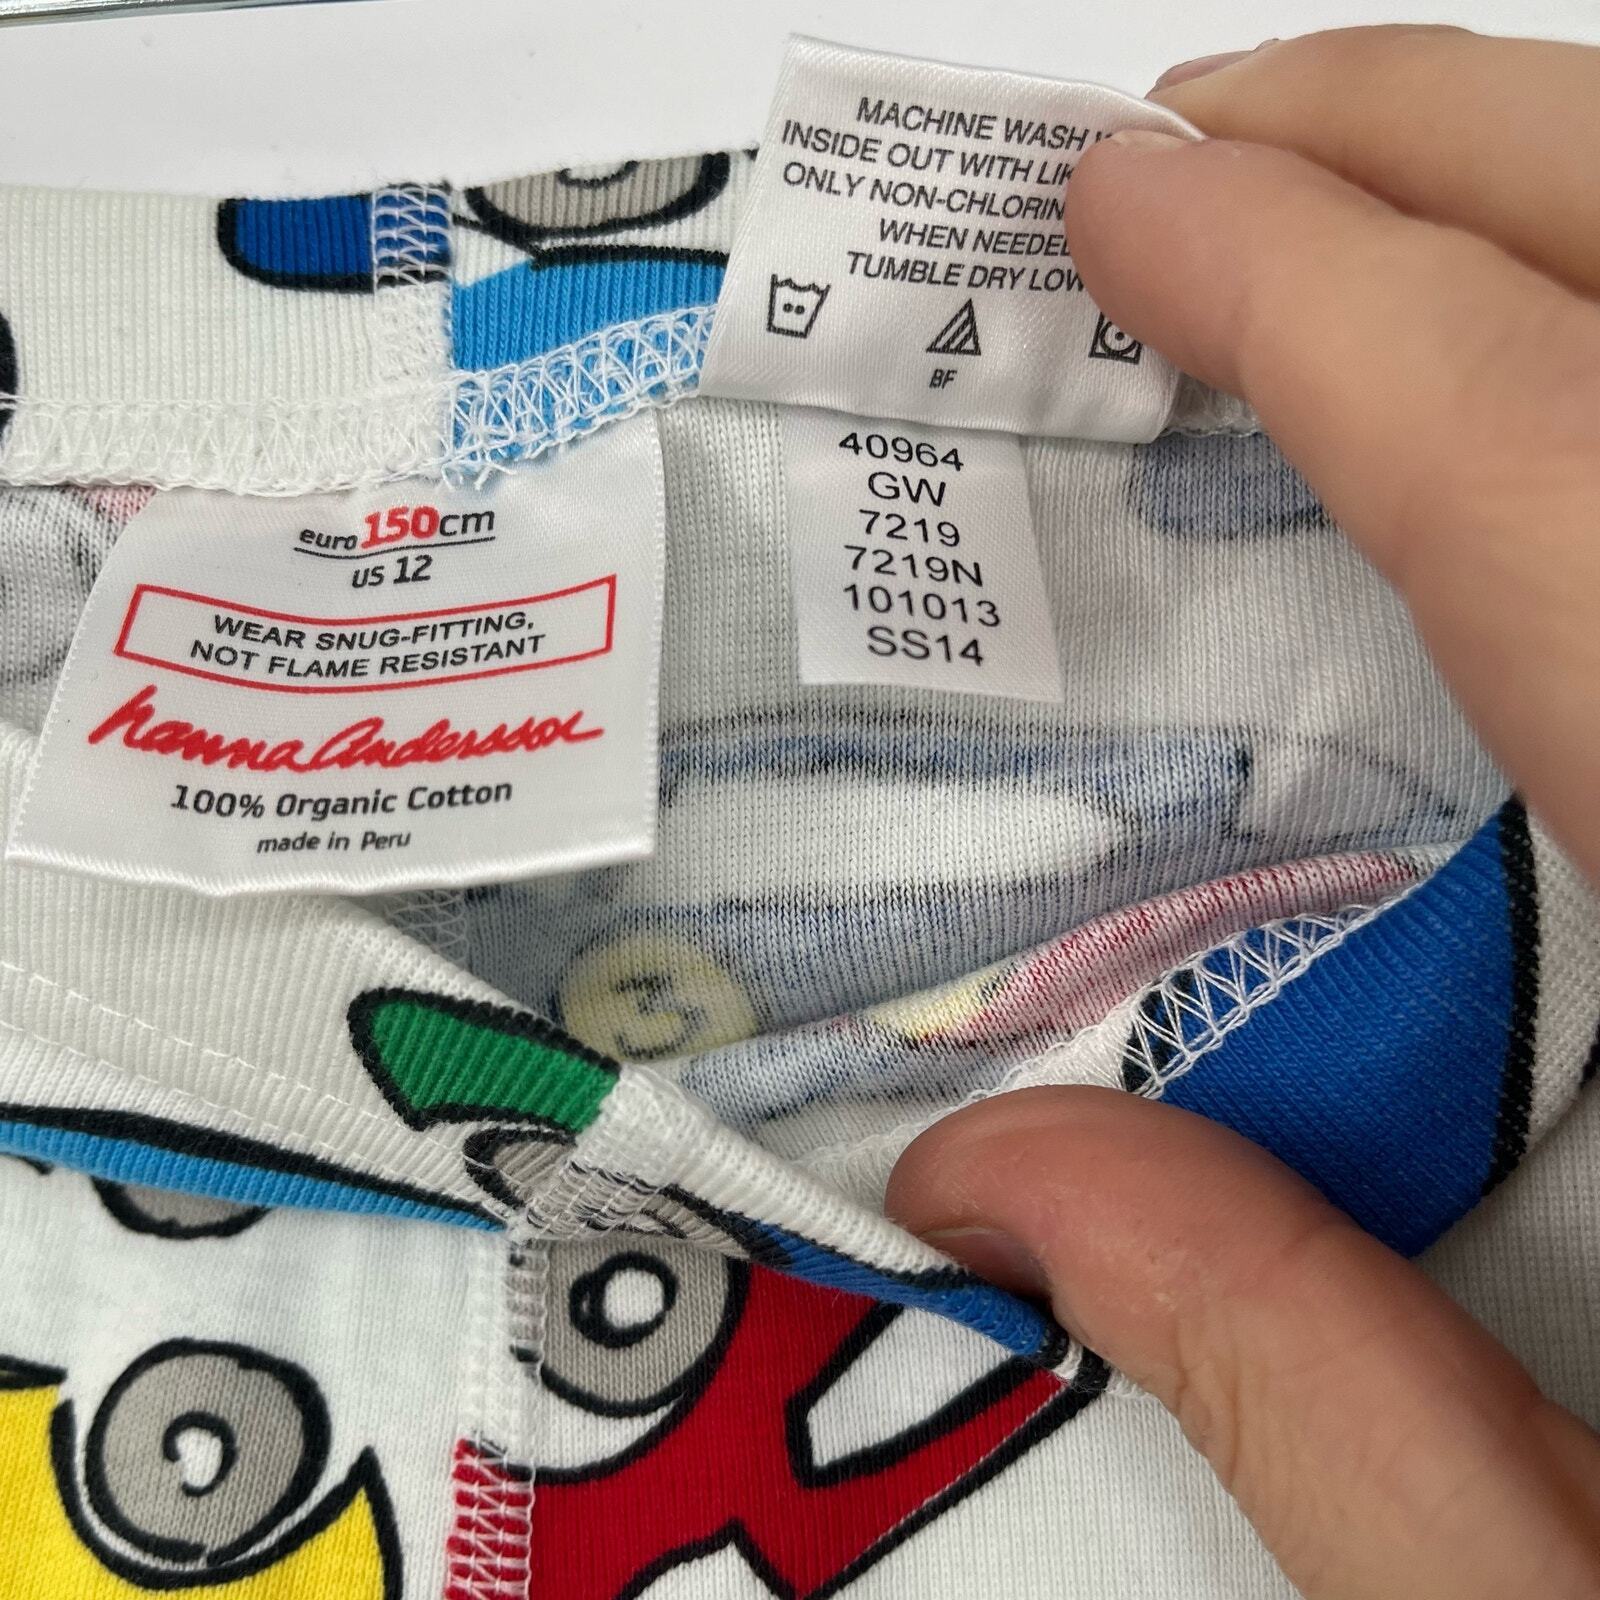 MACHINE WASH
INSIDE OUT WITH
ONLY NON-CHLORIN
WHEN NEEDED
TUMBLE DRY LOW
BF
40964
GW
7219
7219N
101013
SS14
euro 150cm
US 12
WEAR SNUG-FITTING,
NOT FLAME RESISTANT
hanna Andersson
100% Organic Cotton
made in Peru
3